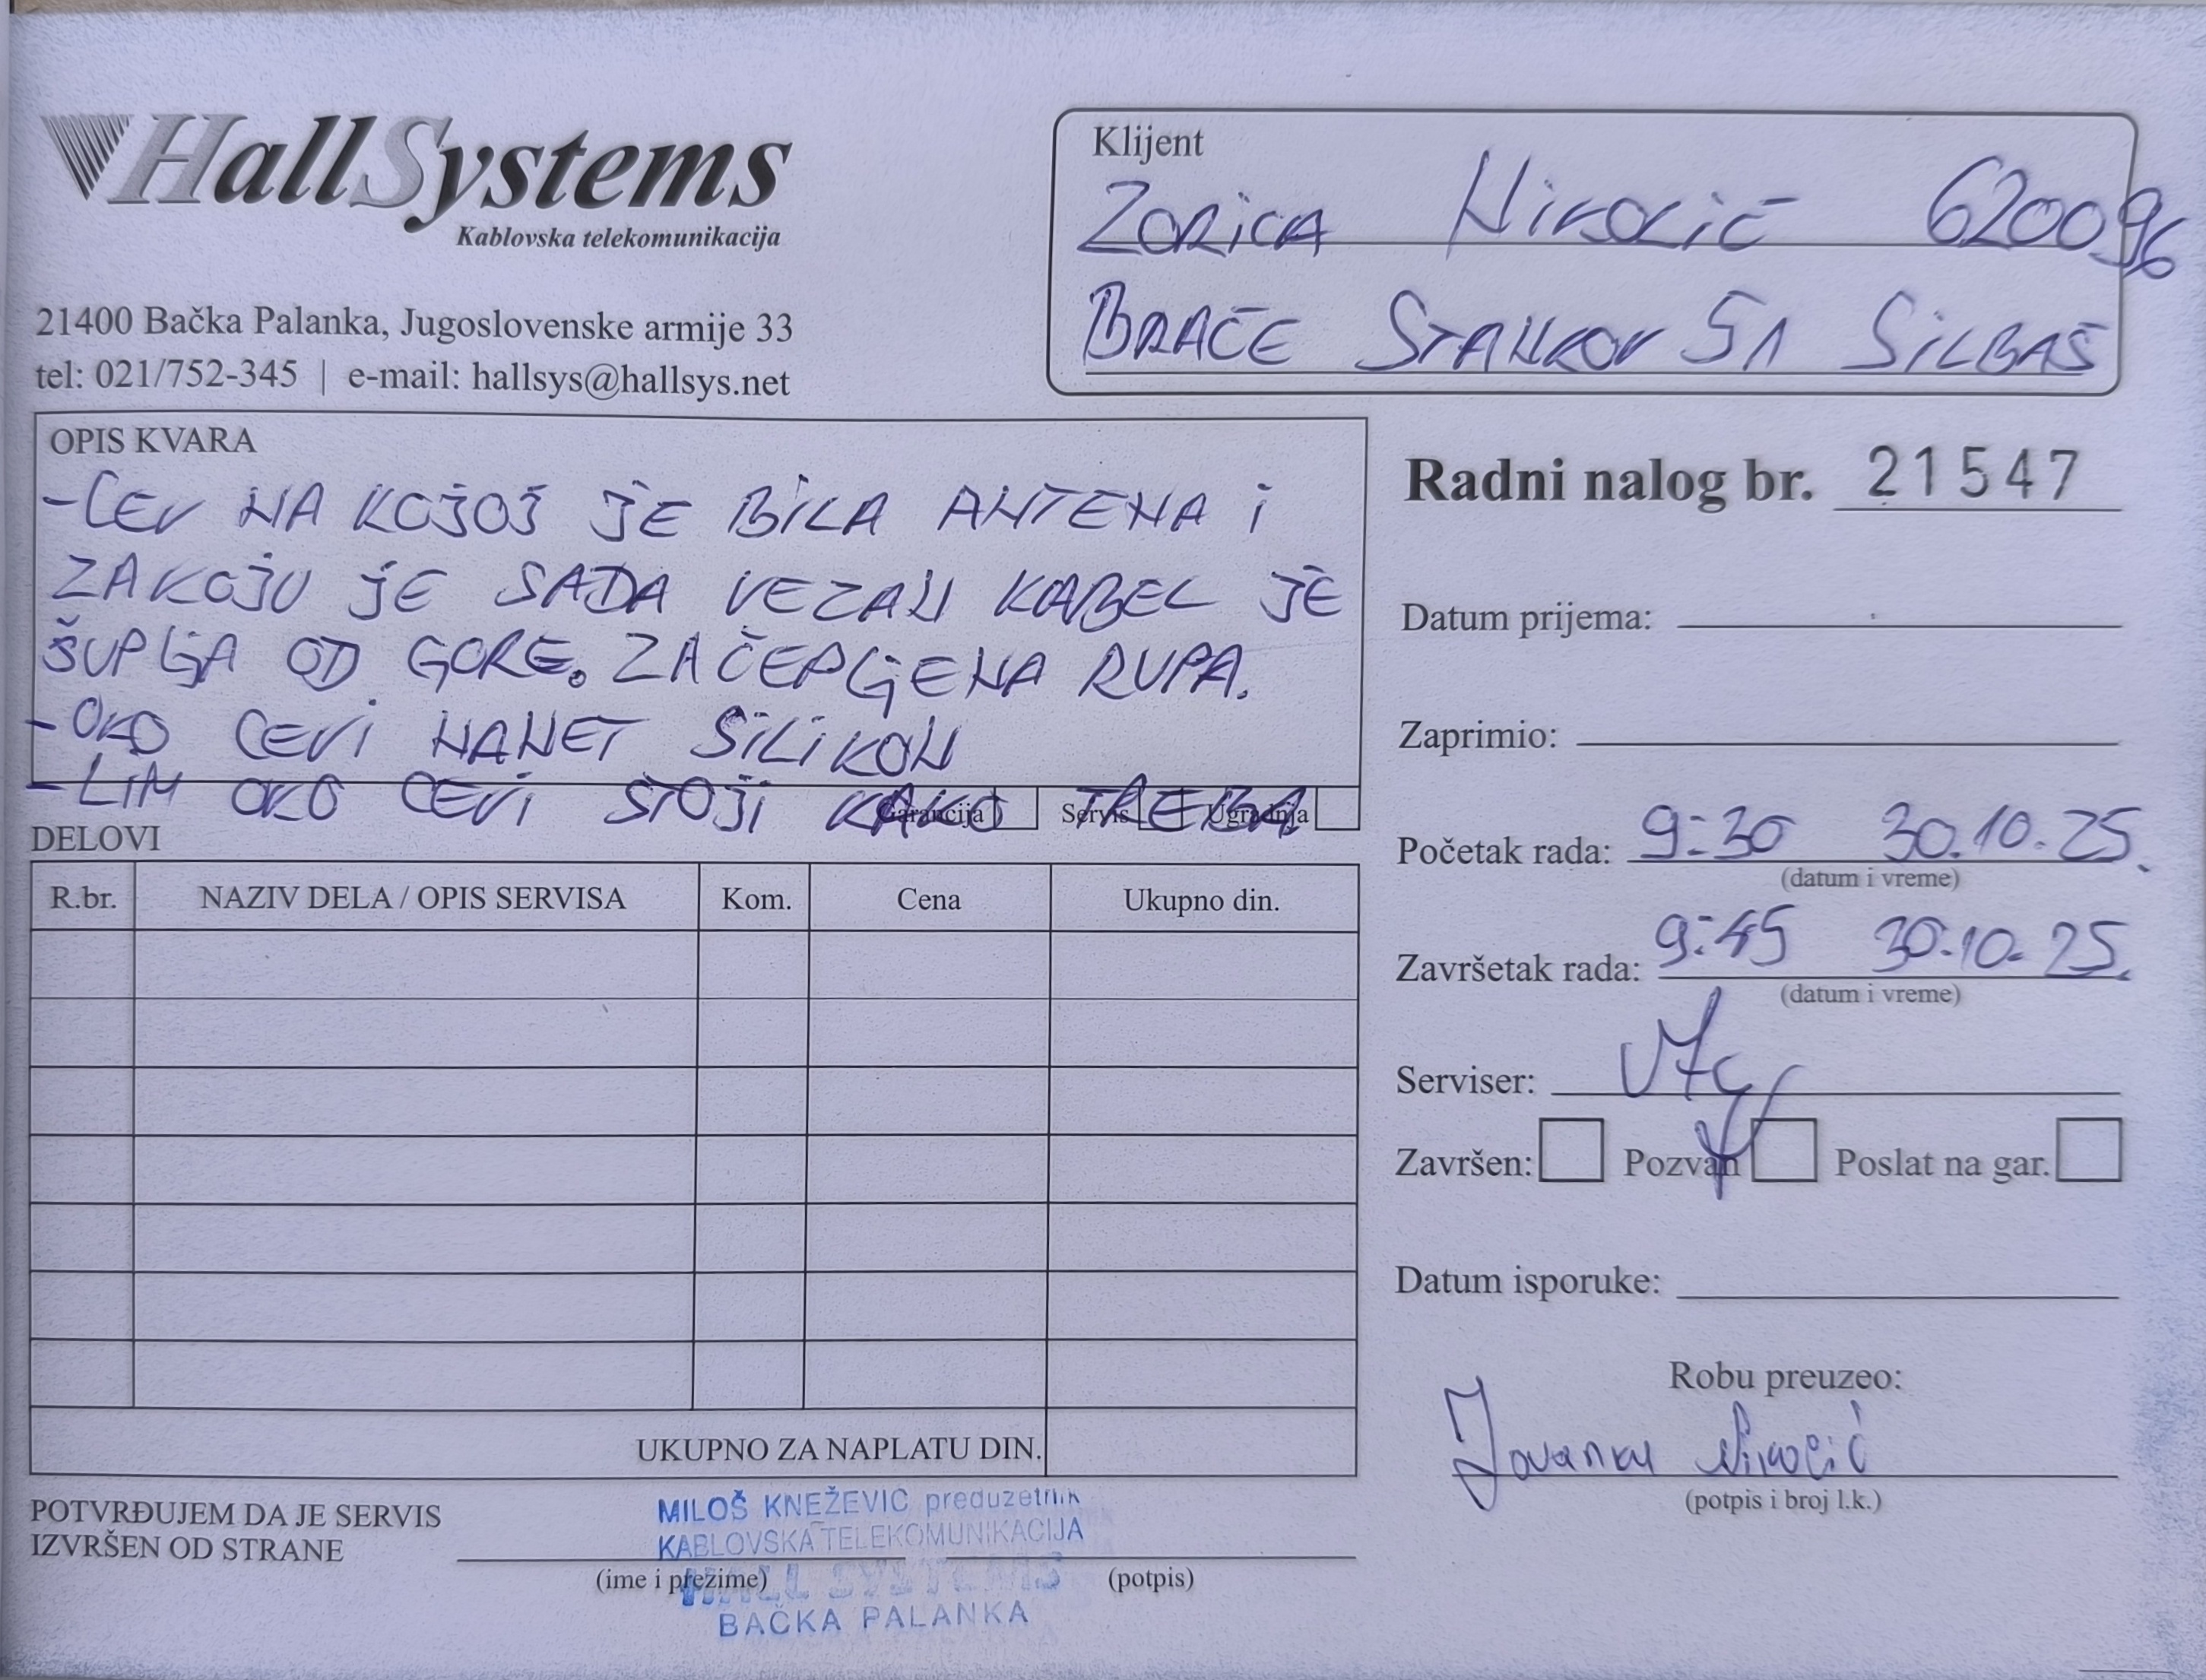 HallSystems
Kablovska telekomunikacija
21400 Bačka Palanka, Jugoslovenske armije 33
tel: 021/752-345 | e-mail: hallsys@hallsys.net
Klijent
ZORICA NIKOLIĆ 620096
BRAĆE STANKOV 51 SILBAŠ
OPIS KVARA
-CEV NA KOJOJ JE BILA ANTENA I
ZA KOJU JE SADA VEZAN KABEL JE
ŠUPLJA OD GORE. ZAČEPLJENA RUPA.
-OKO CEVI NANET SILIKON
-LIM OKO CEVI STOJI KAKO TREBA
Garancija Servis Ugradnja
Radni nalog br. 21547
Datum prijema:
Zaprimio:
Početak rada: 9:30 30.10.25.
(datum i vreme)
Završetak rada: 9:45 30.10.25.
(datum i vreme)
Serviser:
Završen: Pozvan Poslat na gar.
Datum isporuke:
Robu preuzeo:
Nikolić
(potpis i broj l.k.)
DELOVI
R.br. NAZIV DELA / OPIS SERVISA Kom. Cena Ukupno din.
UKUPNO ZA NAPLATU DIN.
POTVRĐUJEM DA JE SERVIS
IZVRŠEN OD STRANE
(ime i prezime) (potpis)
MILOŠ KNEŽEVIĆ preduzetnik
KABLOVSKA TELEKOMUNIKACIJA
HALL SYSTEMS
BAČKA PALANKA